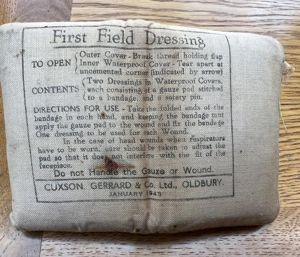 First Field Dressing
TO OPEN { Outer Cover - Break thread holding flap
Inner Waterproof Cover - Tear apart at
uncemented corner (indicated by arrow)
CONTENTS { Two Dressings in Waterproof Covers,
each consisting of a gauze pad stitched
to a bandage, and a safety pin.
DIRECTIONS FOR USE - Take the folded ends of the
bandage in each hand, and keeping the bandage taut
apply the gauze pad to the wound and fix the bandage.
One dressing to be used for each Wound.
In the case of head wounds when respirators
have to be worn, care should be taken to adjust the
pad so that it does not interfere with the fit of the
facepiece.
Do not Handle the Gauze or Wound.
CUXSON, GERRARD & Co. Ltd., OLDBURY.
JANUARY